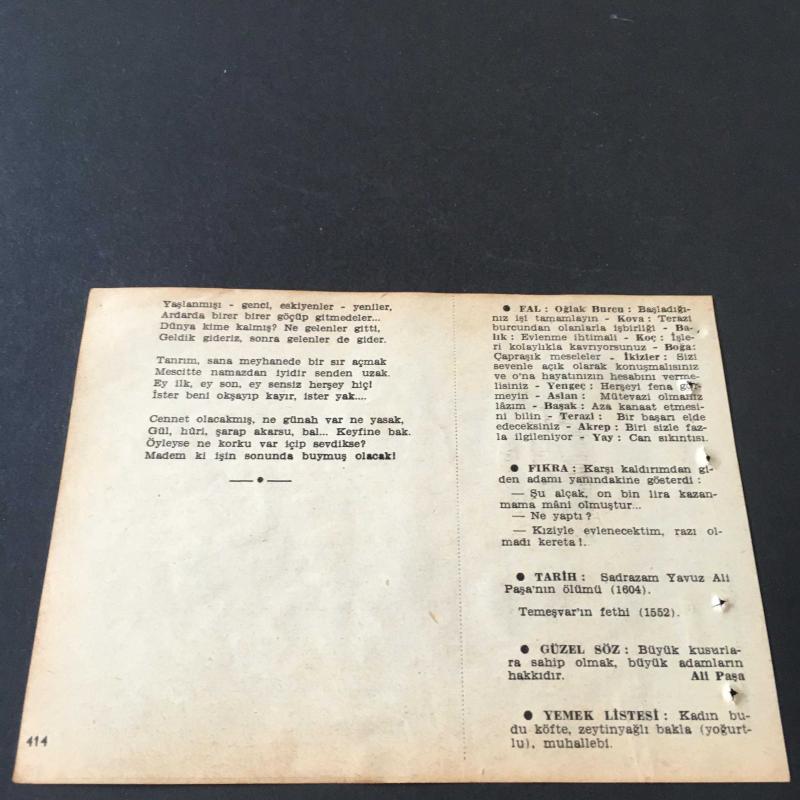 Yaşlanmışı - genci, eskiyenler - yeniler,
Ardarda birer birer göçüp gitmedeler...
Dünya kime kalmış? Ne gelenler gitti,
Geldik gideriz, sonra gelenler de gider.
Tanrım, sana meyhanede bir sır açmak
Mescitte namazdan iyidir senden uzak.
Ey ilk, ey son, ey sensiz herşey hiç!
İster beni okşayıp kayır, ister yak....
Cennet olacakmış, ne günah var ne yasak,
Gül, hûri, şarap akarsu, bal... Keyfine bak.
Öyleyse ne korku var içip sevdikse?
Madem ki işin sonunda buymuş olacak!
414
● FAL : Oğlak Burcu : Başladığı-
nız işi tamamlayın - Kova : Terazi
burcundan olanlarla işbirliği - Ba-
lık : Evlenme ihtimali - Koç : İşle-
ri kolaylıkla kavrıyorsunuz - Boğa:
Çapraşık meseleler - İkizler : Sizi
sevenle açık olarak konuşmalısınız
ve o'na hayatınızın hesabını verme-
lisiniz - Yengeç : Herşeyi fena gör-
meyin - Aslan : Mütevazi olmanız
lâzım - Başak : Aza kanaat etmesi-
ni bilin - Terazi : Bir başarı elde
edeceksiniz - Akrep : Biri sizle faz-
la ilgileniyor - Yay : Can sıkıntısı.
● FIKRA : Karşı kaldırımdan gi-
den adamı yanındakine gösterdi :
— Şu alçak, on bin lira kazan-
mama mâni olmuştur...
— Ne yaptı ?
— Kıziyle evlenecektim, razı ol-
madı kereta !.
● TARİH : Sadrazam Yavuz Ali
Paşa'nın ölümü (1604).
Temeşvar'ın fethi (1552).
● GÜZEL SÖZ : Büyük kusurla-
ra sahip olmak, büyük adamların
hakkıdır. Ali Paşa
● YEMEK LİSTESİ : Kadın bu-
du köfte, zeytinyağlı bakla (yoğurt-
lu), muhallebi.